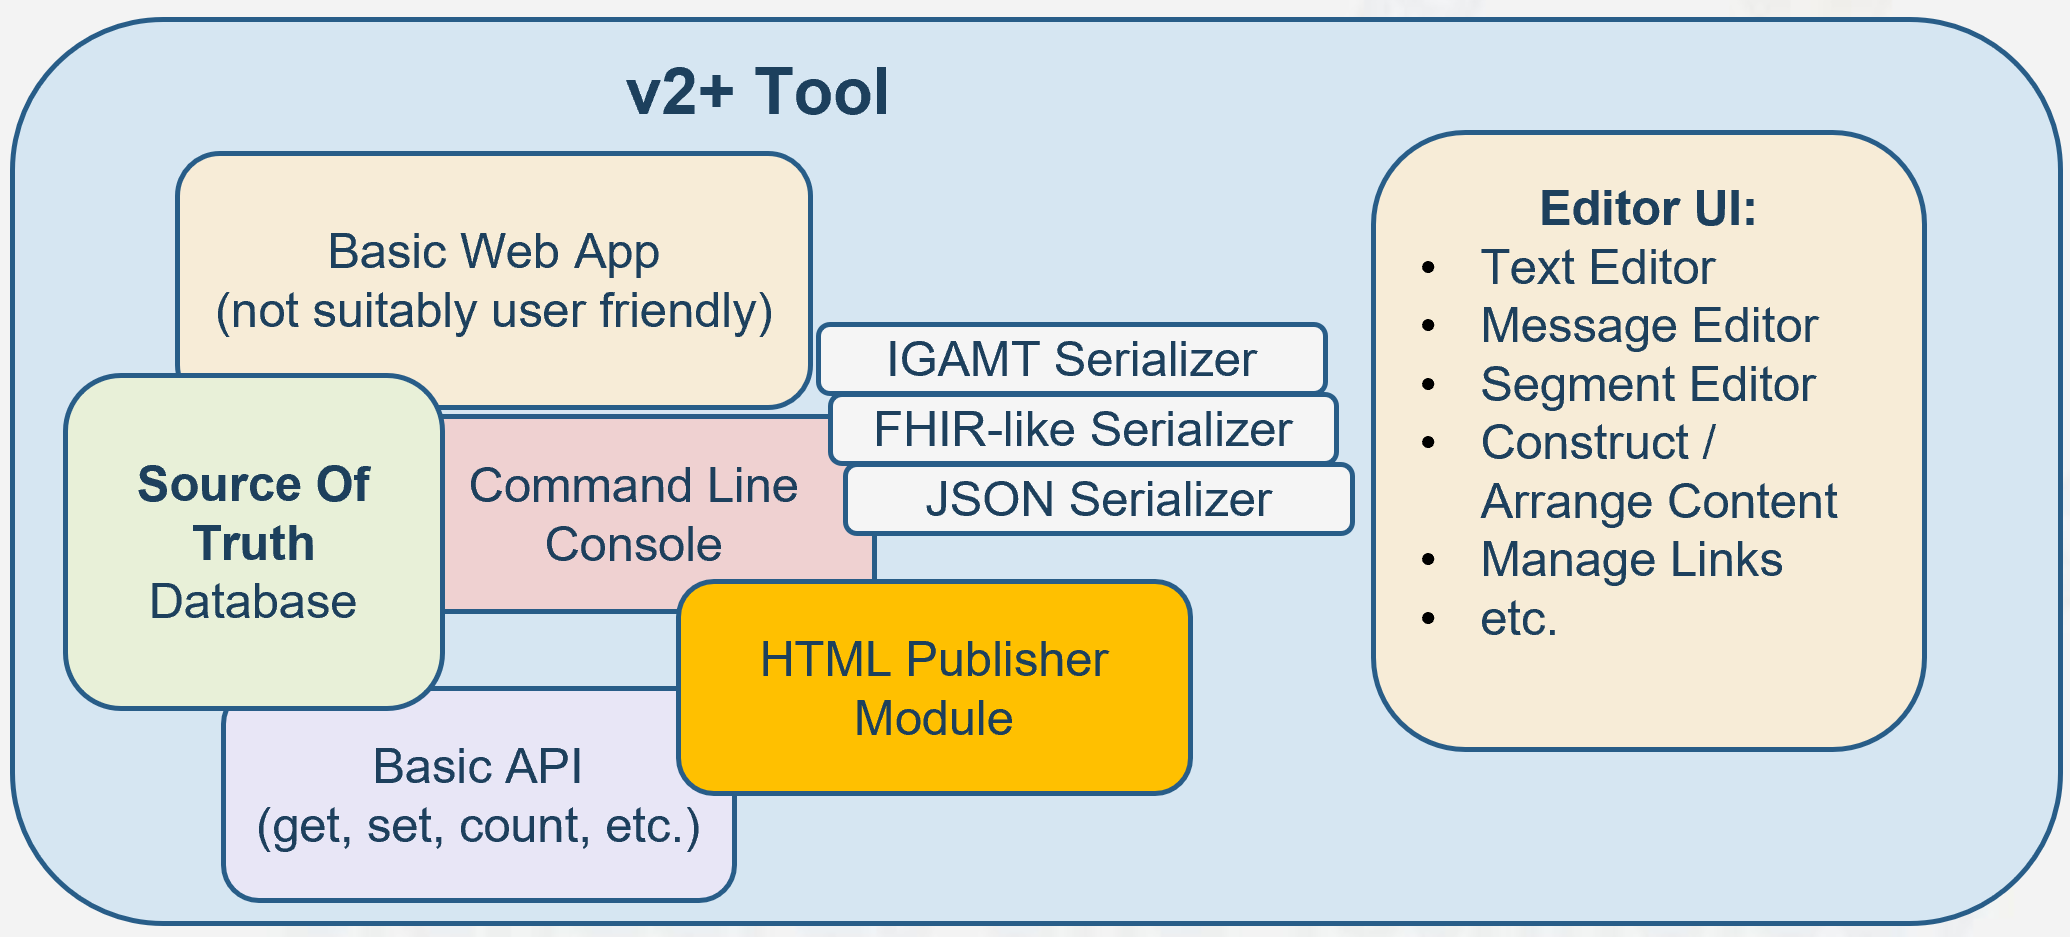 v2+ Tool
Basic Web App
(not suitably user friendly)
Source Of
Truth
Database
Command Line
Console
IGAMT Serializer
FHIR-like Serializer
JSON Serializer
HTML Publisher
Module
Basic API
(get, set, count, etc.)
Editor UI:
• Text Editor
• Message Editor
• Segment Editor
• Construct /
Arrange Content
• Manage Links
• etc.